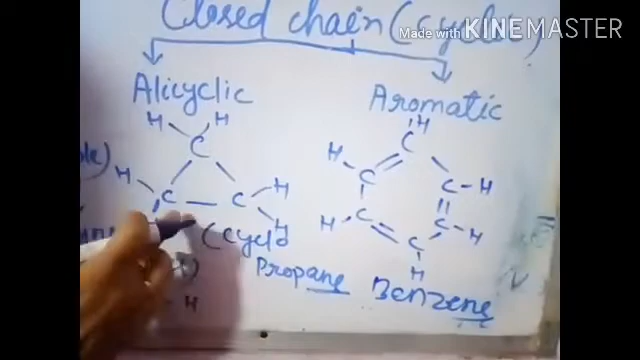 Closed chain (cyclic)
Made with KINEMASTER
Alicyclic
Aromatic
H H
C
H C C H
H
H
C
H C C H
H C C H
C
H
(Cyclo
Propane
Benzene
H